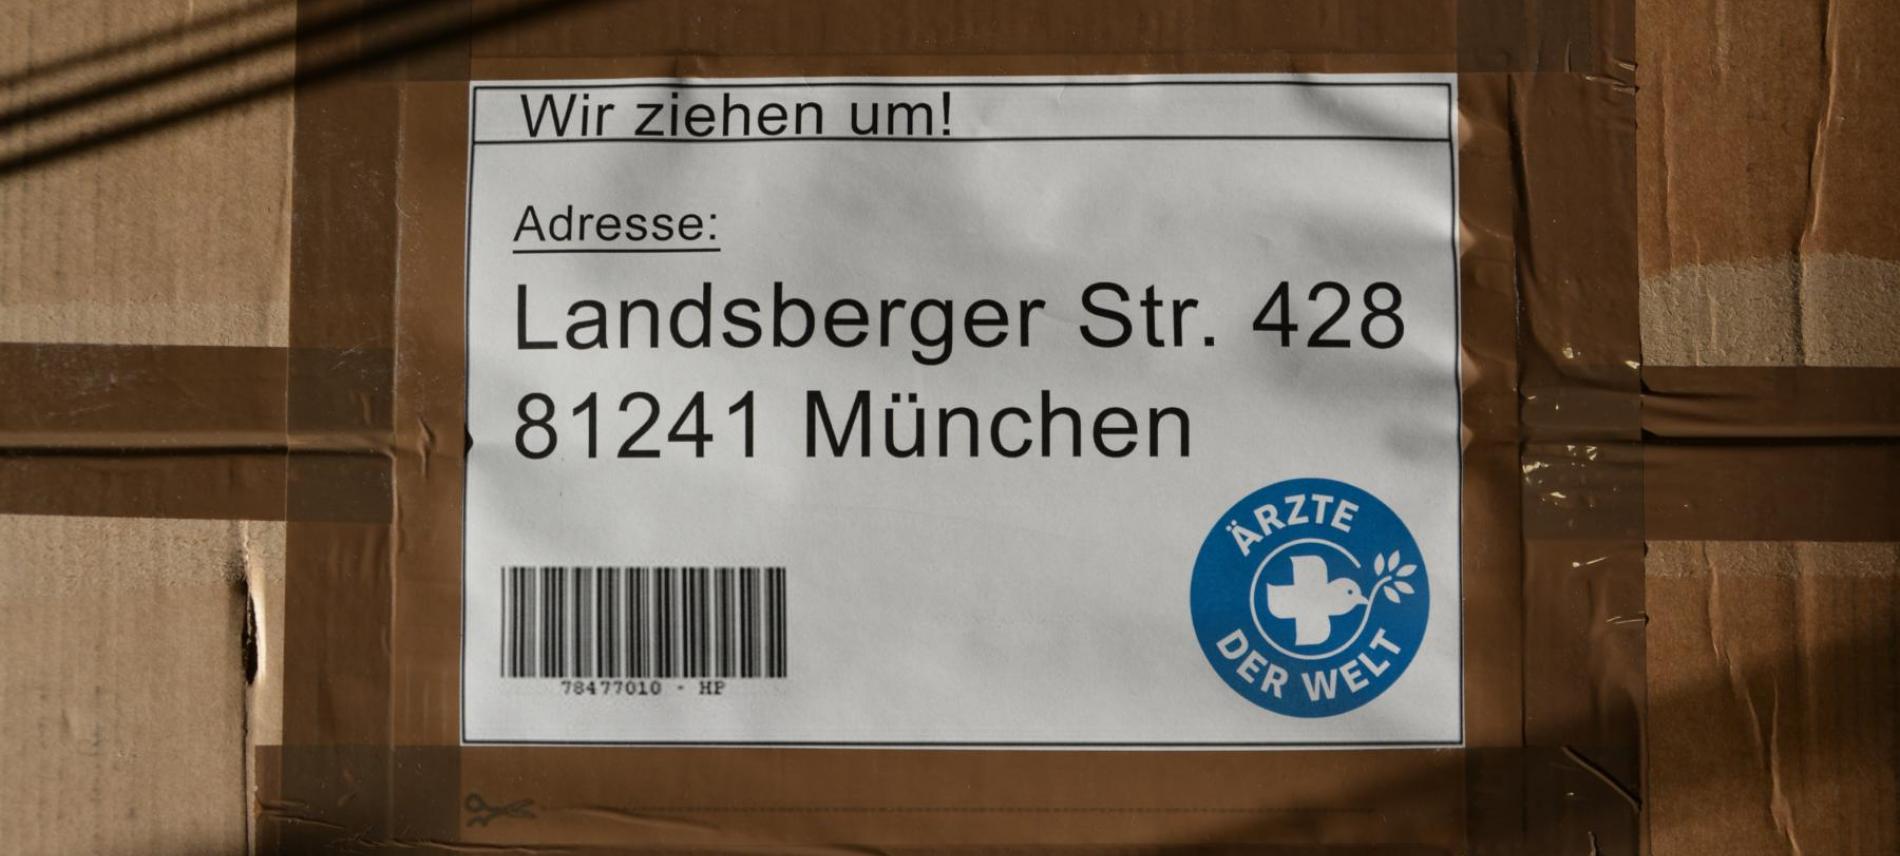 Wir ziehen um!
Adresse:
Landsberger Str. 428
81241 München
78477010 - HP
ÄRZTE
DER WELT